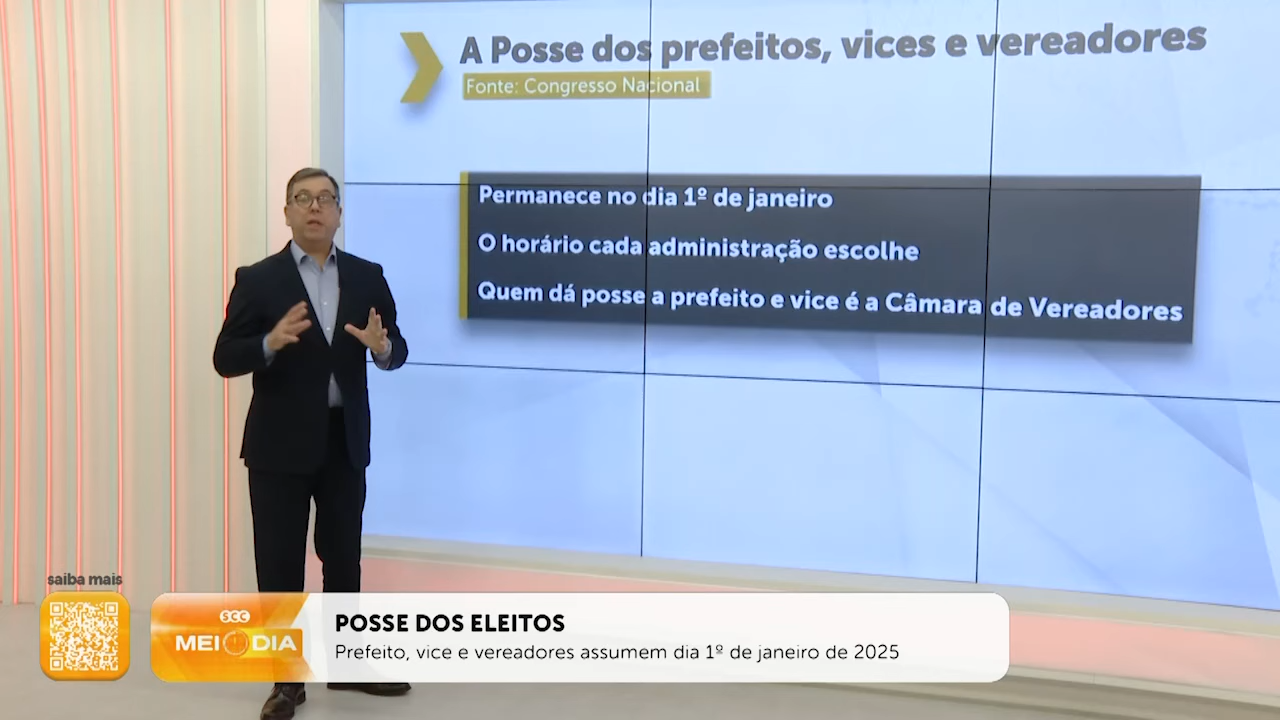 A Posse dos prefeitos, vices e vereadores
Fonte: Congresso Nacional
Permanece no dia 1º de janeiro
O horário cada administração escolhe
Quem dá posse a prefeito e vice é a Câmara de Vereadores
saiba mais
SCC
MEIO DIA
POSSE DOS ELEITOS
Prefeito, vice e vereadores assumem dia 1º de janeiro de 2025